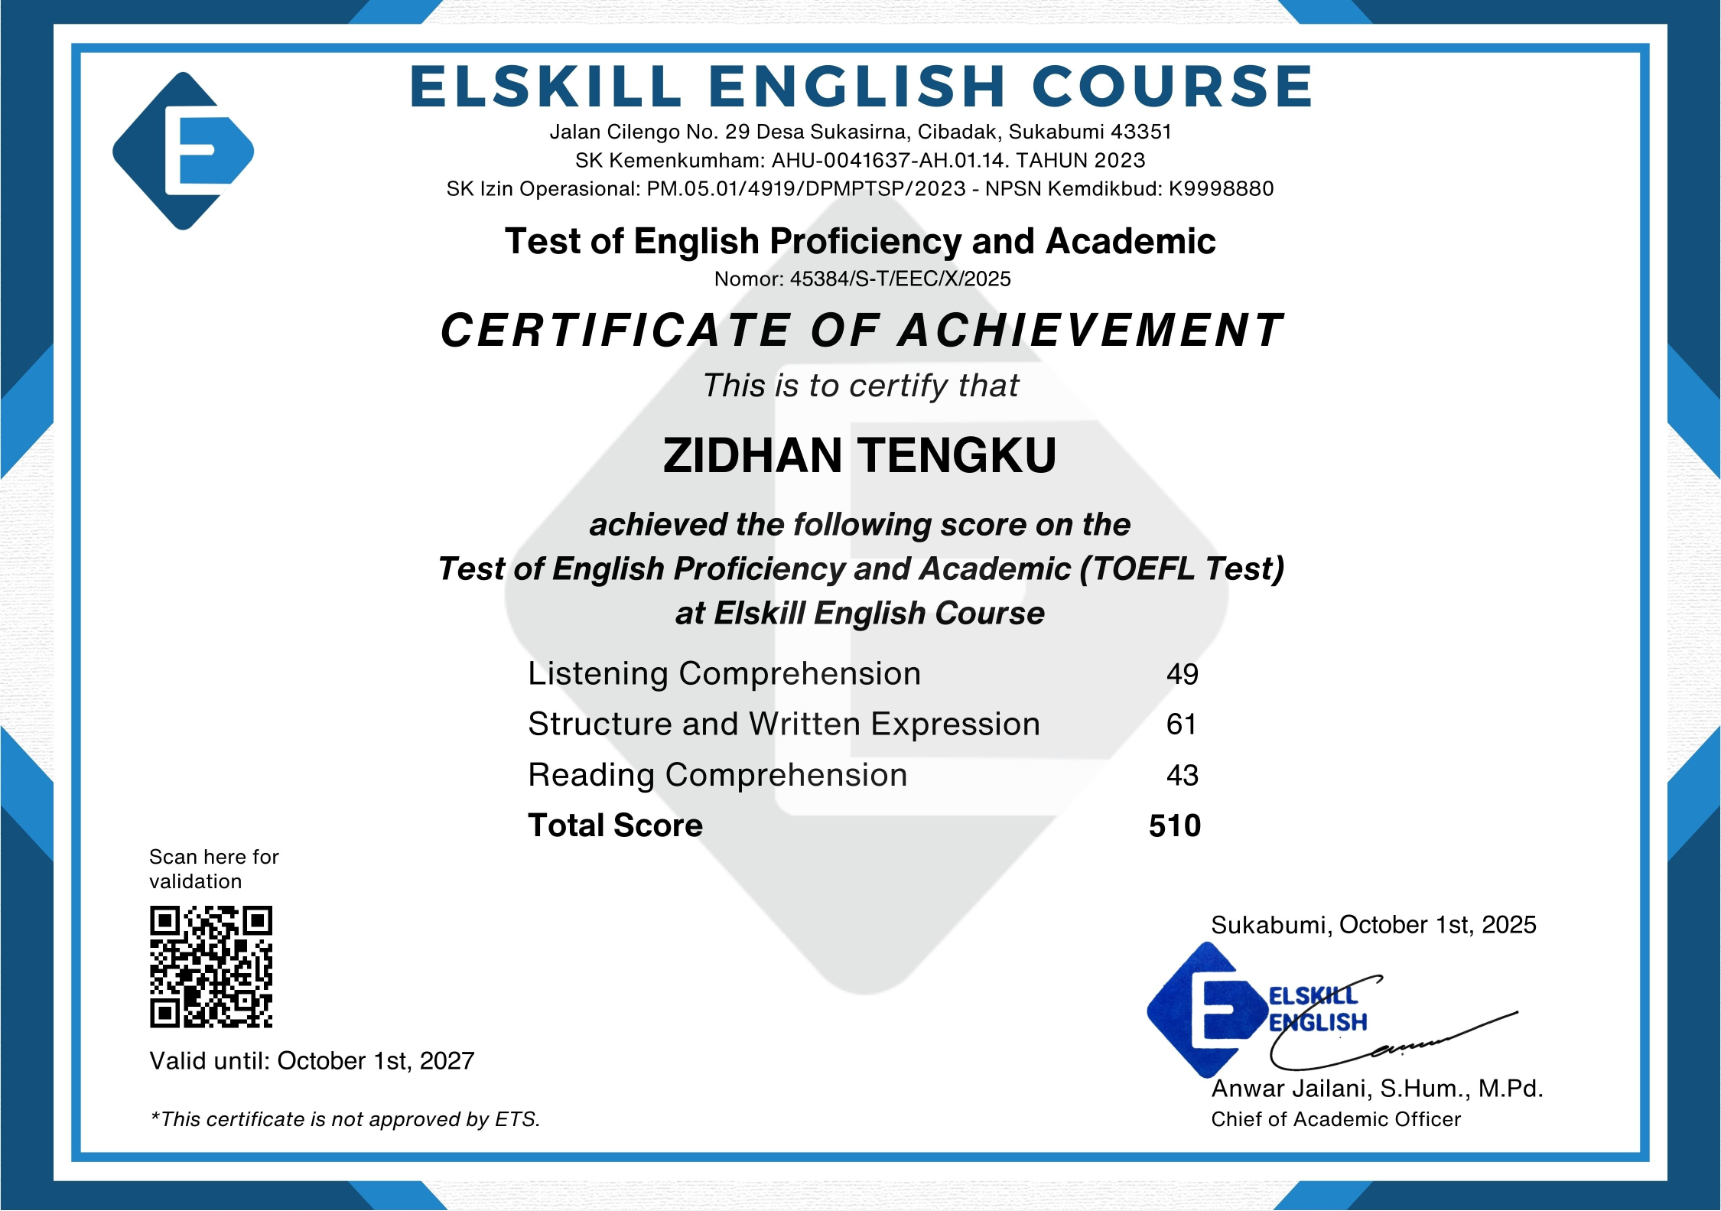 ELSKILL ENGLISH COURSE
Jalan Cilengo No. 29 Desa Sukasirna, Cibadak, Sukabumi 43351
SK Kemenkumham: AHU-0041637-AH.01.14. TAHUN 2023
SK Izin Operasional: PM.05.01/4919/DPMPTSP/2023 - NPSN Kemdikbud: K9998880
Test of English Proficiency and Academic
Nomor: 45384/S-T/EEC/X/2025
CERTIFICATE OF ACHIEVEMENT
This is to certify that
ZIDHAN TENGKU
achieved the following score on the
Test of English Proficiency and Academic (TOEFL Test)
at Elskill English Course
Listening Comprehension 49
Structure and Written Expression 61
Reading Comprehension 43
Total Score 510
Scan here for
validation
Valid until: October 1st, 2027
*This certificate is not approved by ETS.
Sukabumi, October 1st, 2025
ELSKILL
ENGLISH
Anwar Jailani, S.Hum., M.Pd.
Chief of Academic Officer